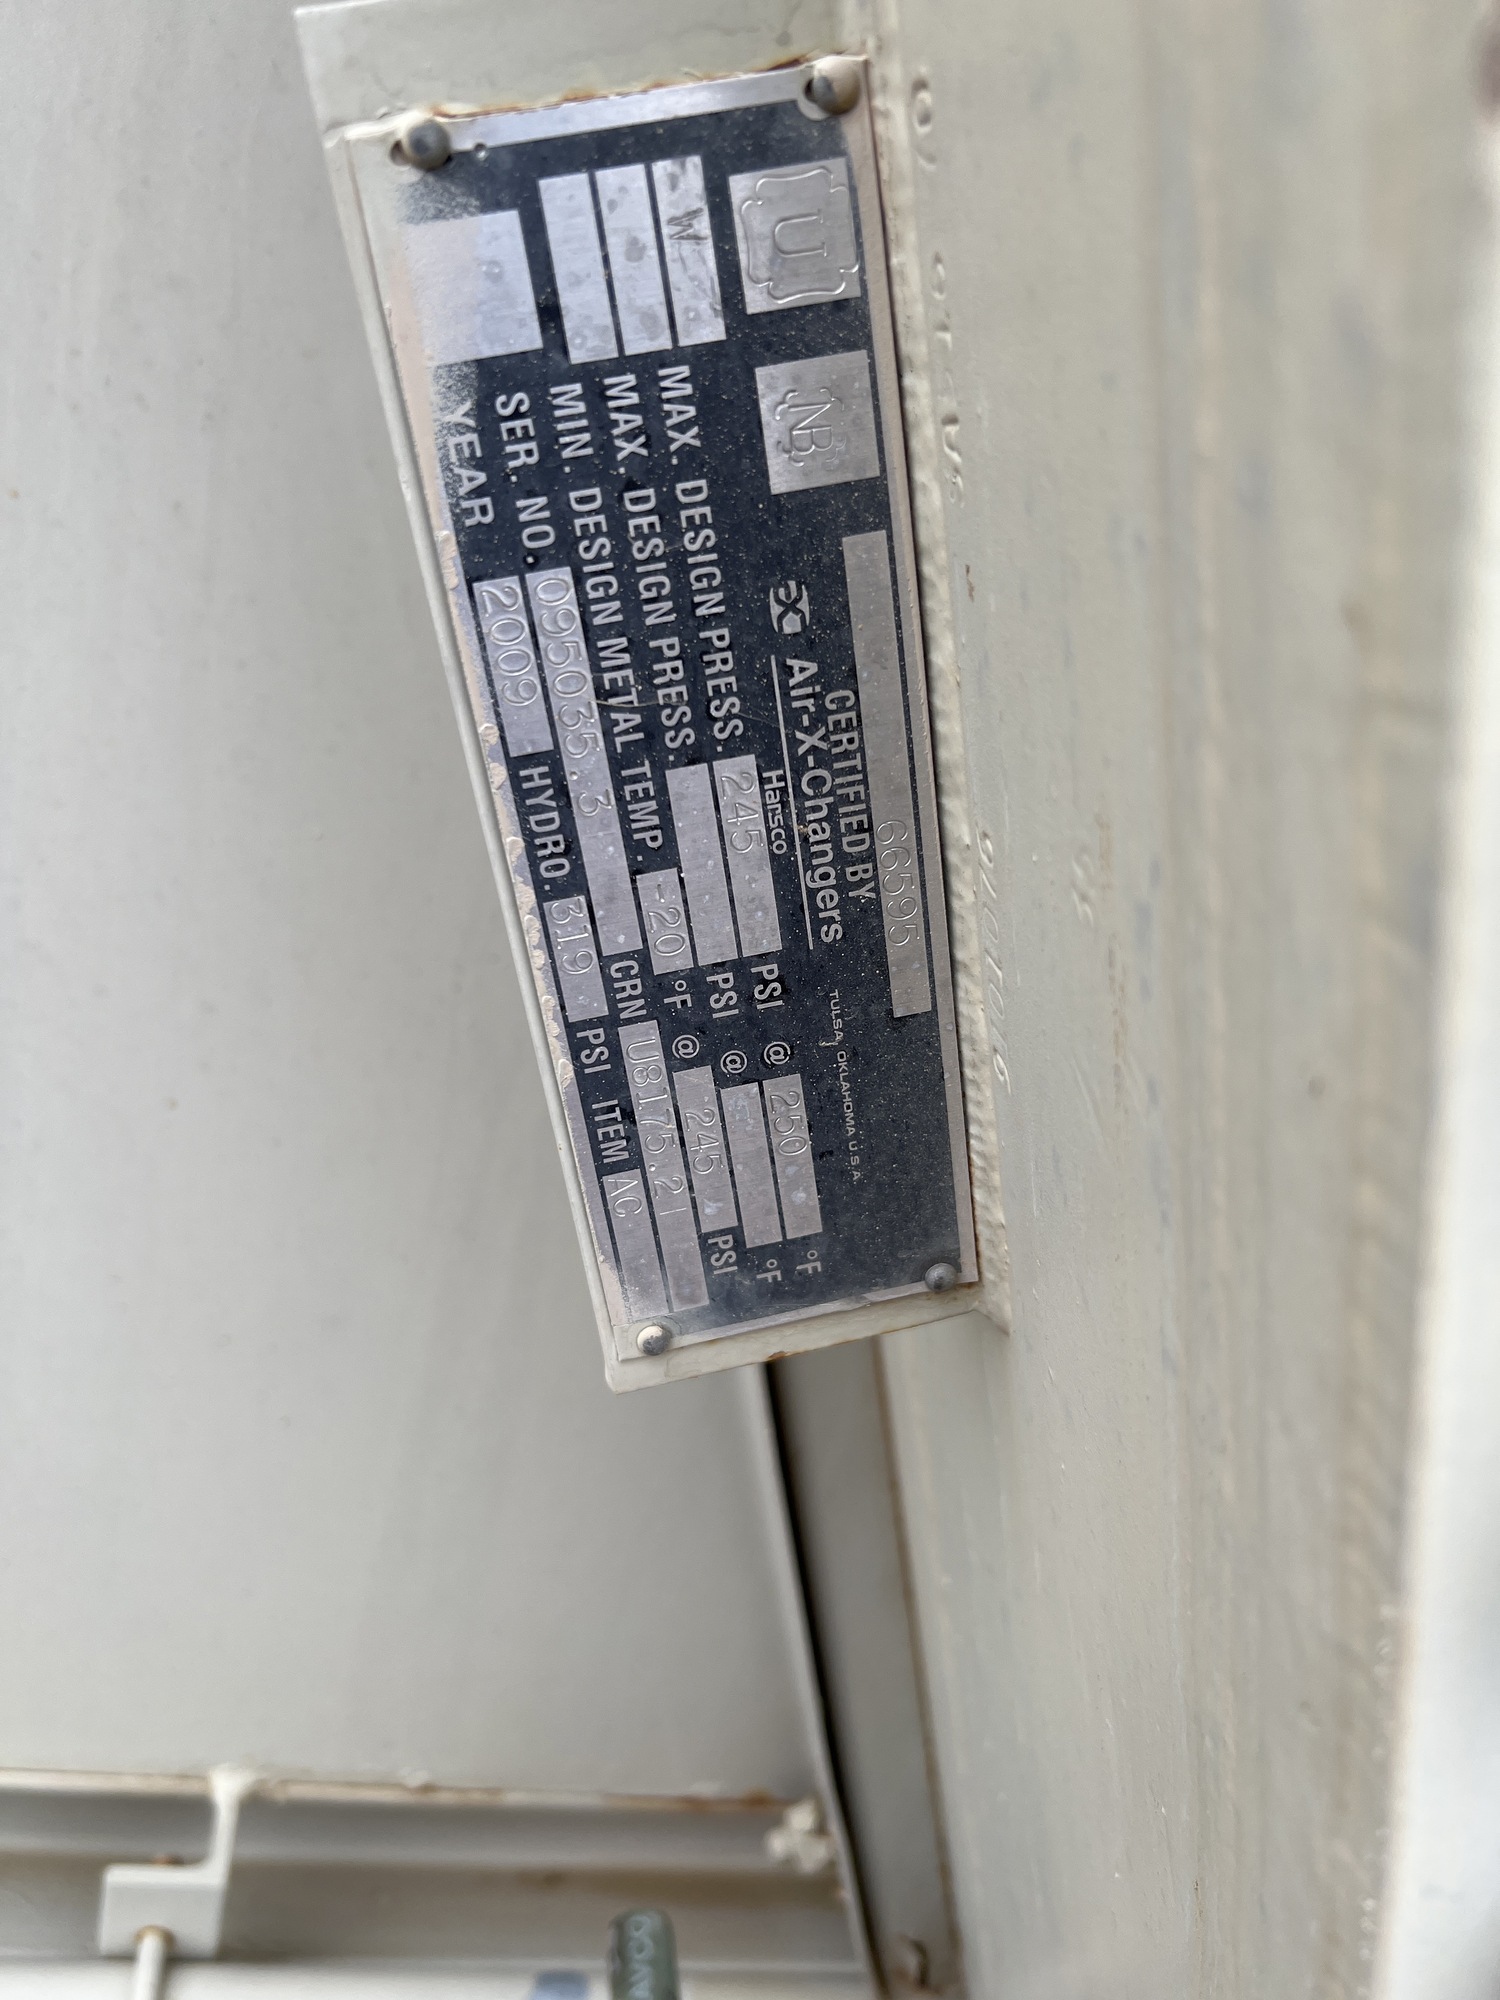 66595
U NB CERTIFIED BY
Air-X-Changers TULSA, OKLAHOMA U.S.A.
Harsco
W MAX. DESIGN PRESS. 245 PSI @ 250 °F
MAX. DESIGN PRESS. PSI @ °F
MIN. DESIGN METAL TEMP. -20 °F @ 245 PSI
SER. NO. 095035.3 CRN U8175.21
YEAR 2009 HYDRO. 319 PSI ITEM AC